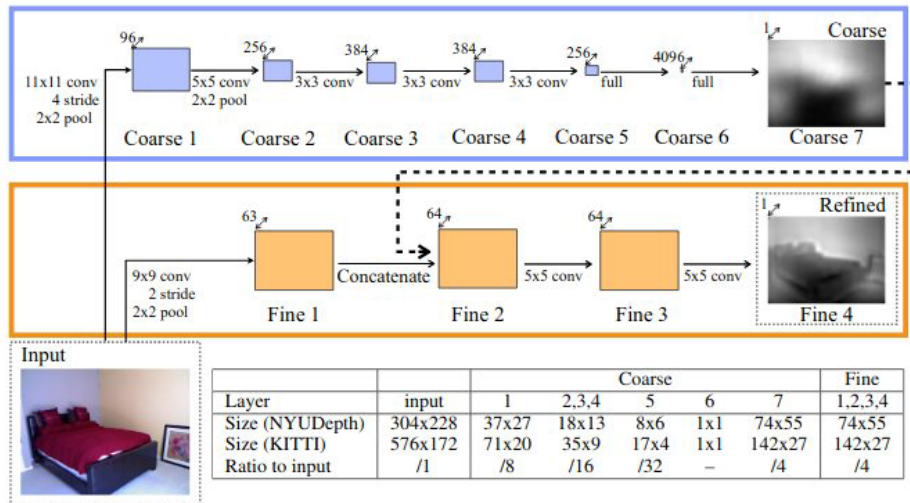 96
256
384
384
256
4096
1
Coarse
11x11 conv
4 stride
2x2 pool
5x5 conv
2x2 pool
3x3 conv
3x3 conv
3x3 conv
full
full
Coarse 1
Coarse 2
Coarse 3
Coarse 4
Coarse 5
Coarse 6
Coarse 7
63
64
64
1
Refined
9x9 conv
2 stride
2x2 pool
Concatenate
5x5 conv
5x5 conv
Fine 1
Fine 2
Fine 3
Fine 4
Input
Coarse Fine
Layer input 1 2,3,4 5 6 7 1,2,3,4
Size (NYUDepth) 304x228 37x27 18x13 8x6 1x1 74x55 74x55
Size (KITTI) 576x172 71x20 35x9 17x4 1x1 142x27 142x27
Ratio to input /1 /8 /16 /32 – /4 /4